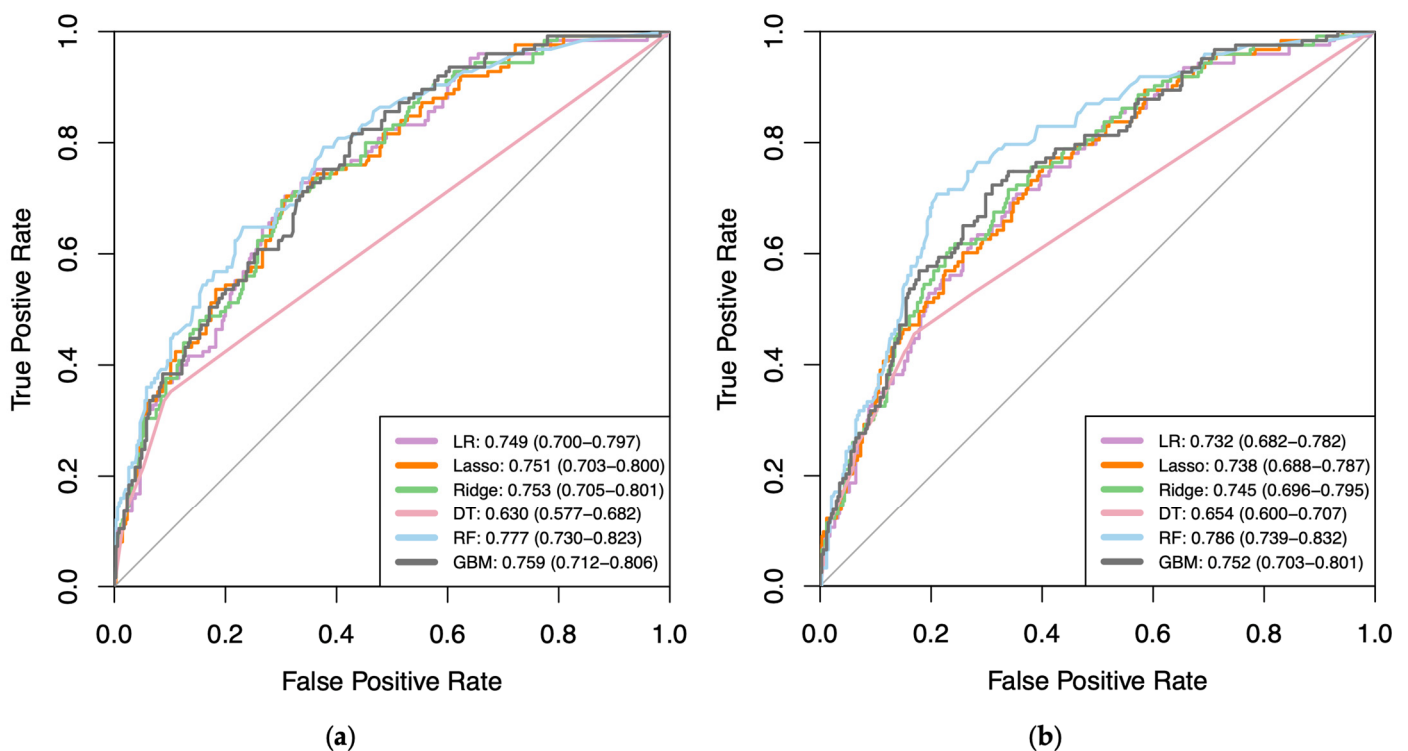 True Postive Rate
1.0
0.8
0.6
0.4
0.2
0.0
LR: 0.749 (0.700–0.797)
Lasso: 0.751 (0.703–0.800)
Ridge: 0.753 (0.705–0.801)
DT: 0.630 (0.577–0.682)
RF: 0.777 (0.730–0.823)
GBM: 0.759 (0.712–0.806)
0.0 0.2 0.4 0.6 0.8 1.0
False Positive Rate
(a)
True Postive Rate
1.0
0.8
0.6
0.4
0.2
0.0
LR: 0.732 (0.682–0.782)
Lasso: 0.738 (0.688–0.787)
Ridge: 0.745 (0.696–0.795)
DT: 0.654 (0.600–0.707)
RF: 0.786 (0.739–0.832)
GBM: 0.752 (0.703–0.801)
0.0 0.2 0.4 0.6 0.8 1.0
False Positive Rate
(b)